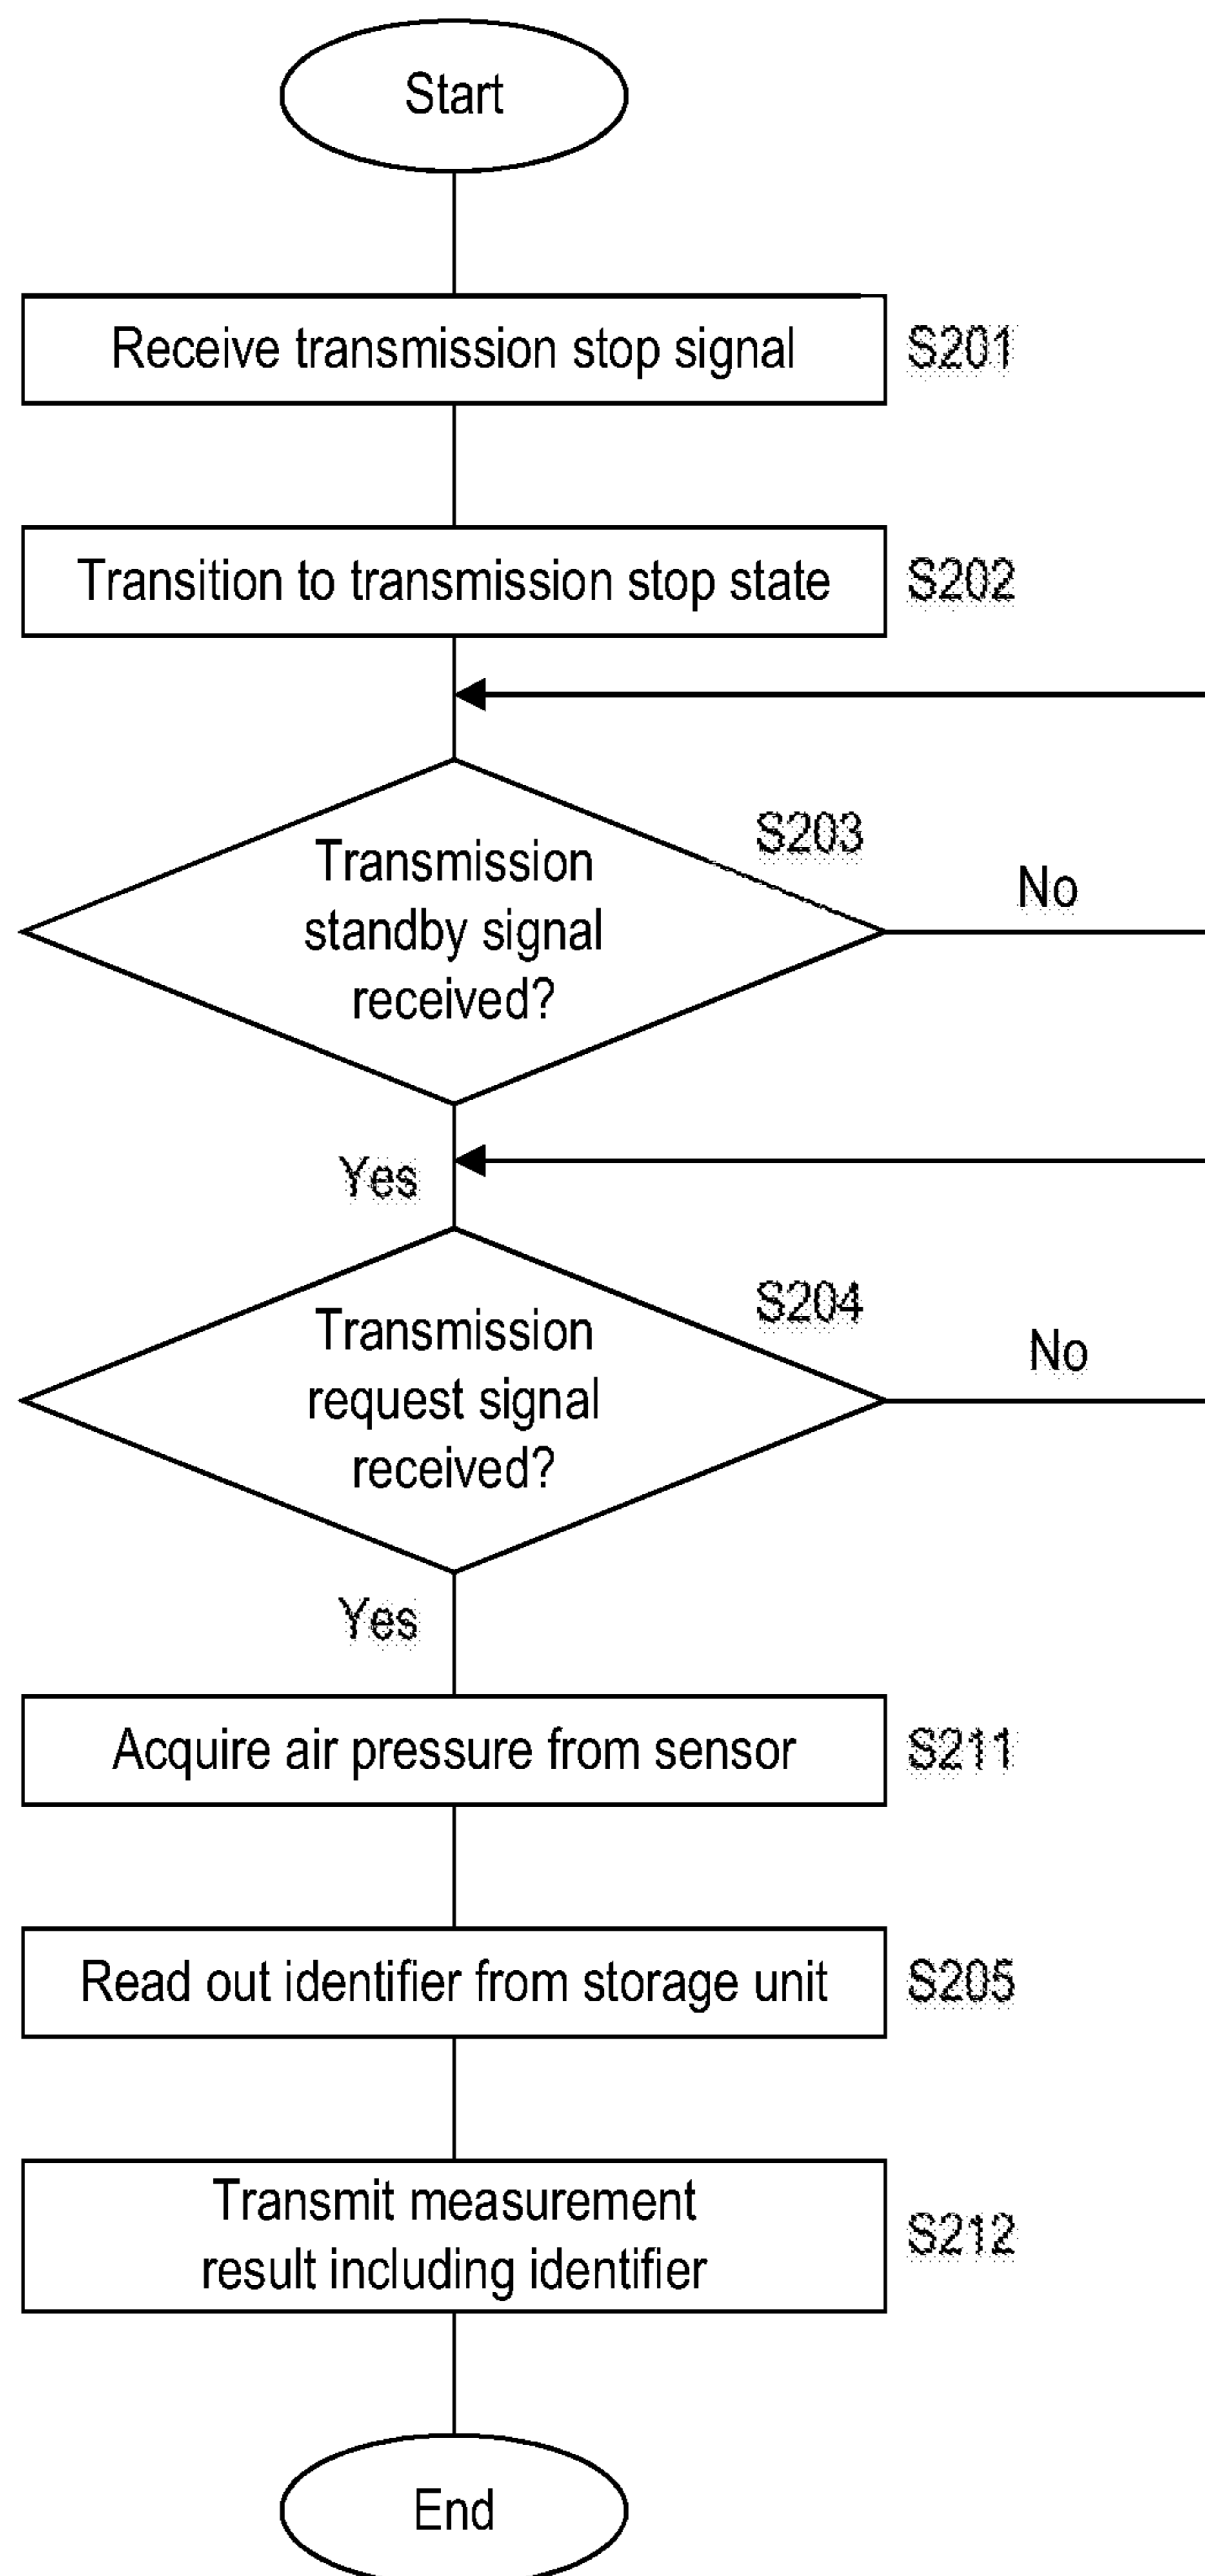 Start
Receive transmission stop signal
S201
Transition to transmission stop state
S202
S203
Transmission
standby signal
received?
No
Yes
S204
Transmission
request signal
received?
No
Yes
Acquire air pressure from sensor
S211
Read out identifier from storage unit
S205
Transmit measurement
result including identifier
S212
End